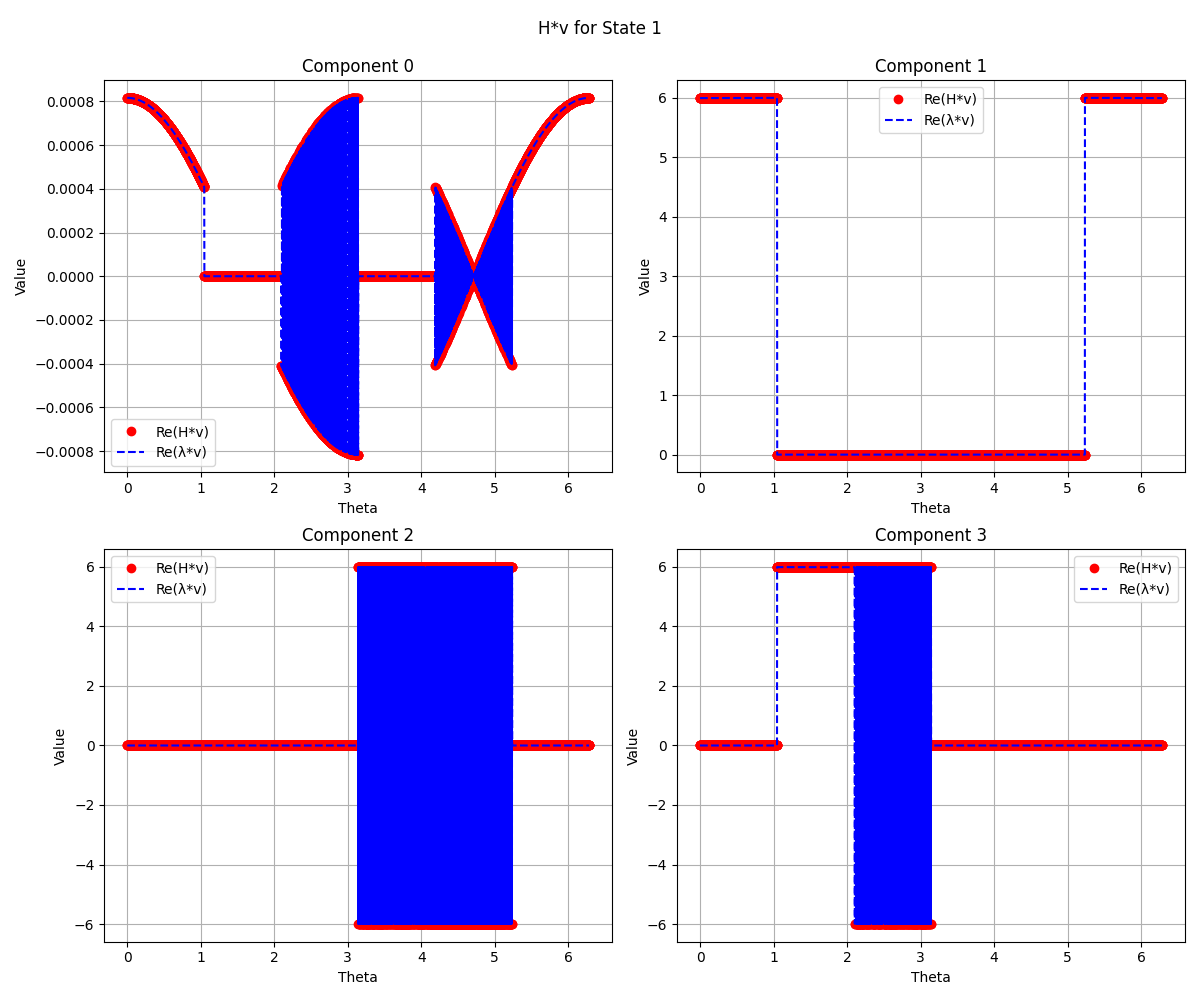 H*v for State 1
Component 0
0.0008
0.0006
0.0004
0.0002
0.0000
−0.0002
−0.0004
−0.0006
−0.0008
Value
Re(H*v)
Re(λ*v)
0 1 2 3 4 5 6
Theta
Component 1
6
5
4
3
2
1
0
Value
Re(H*v)
Re(λ*v)
0 1 2 3 4 5 6
Theta
Component 2
6
4
2
0
−2
−4
−6
Value
Re(H*v)
Re(λ*v)
0 1 2 3 4 5 6
Theta
Component 3
6
4
2
0
−2
−4
−6
Value
Re(H*v)
Re(λ*v)
0 1 2 3 4 5 6
Theta